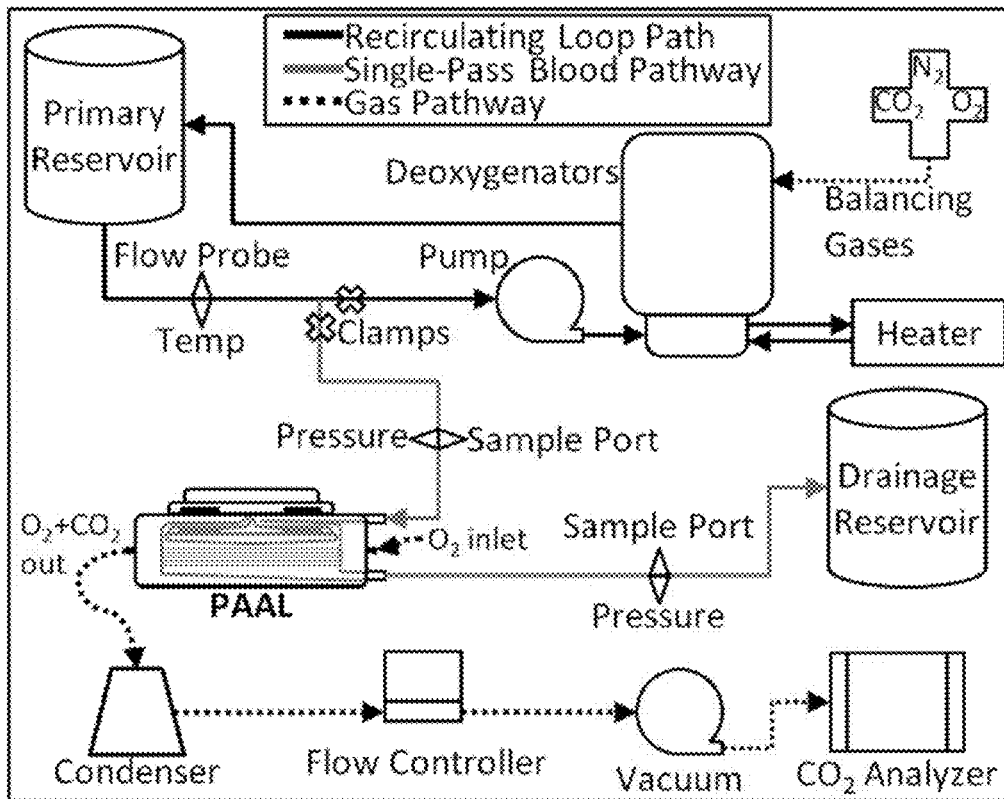 Recirculating Loop Path
Single-Pass Blood Pathway
Gas Pathway
Primary
Reservoir
N₂
CO₂ O₂
Deoxygenators
Balancing
Gases
Flow Probe
Temp
Clamps
Pump
Heater
Pressure
Sample Port
Drainage
Reservoir
O₂+CO₂
out
O₂ inlet
PAAL
Sample Port
Pressure
Condenser
Flow Controller
Vacuum
CO₂ Analyzer